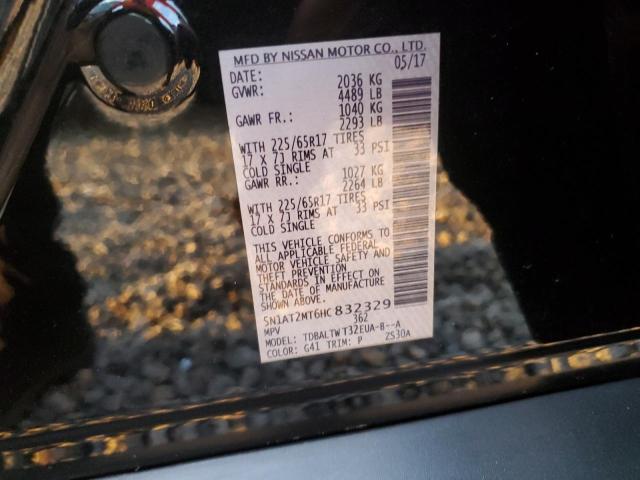 MFD BY NISSAN MOTOR CO., LTD.
DATE: 05/17
GVWR: 2036 KG
4489 LB
GAWR FR.: 1040 KG
2293 LB
WITH 225/65R17 TIRES
17 X 7J RIMS AT 33 PSI
COLD SINGLE
GAWR RR.: 1027 KG
2264 LB
WITH 225/65R17 TIRES
17 X 7J RIMS AT 33 PSI
COLD SINGLE
THIS VEHICLE CONFORMS TO
ALL APPLICABLE FEDERAL
MOTOR VEHICLE SAFETY AND
THEFT PREVENTION
STANDARDS IN EFFECT ON
THE DATE OF MANUFACTURE
SHOWN ABOVE.
5N1AT2MT6HC832329
MPV 362
MODEL: TDBALTW T32EUA-B--A
COLOR: G41 TRIM: P ZS30A